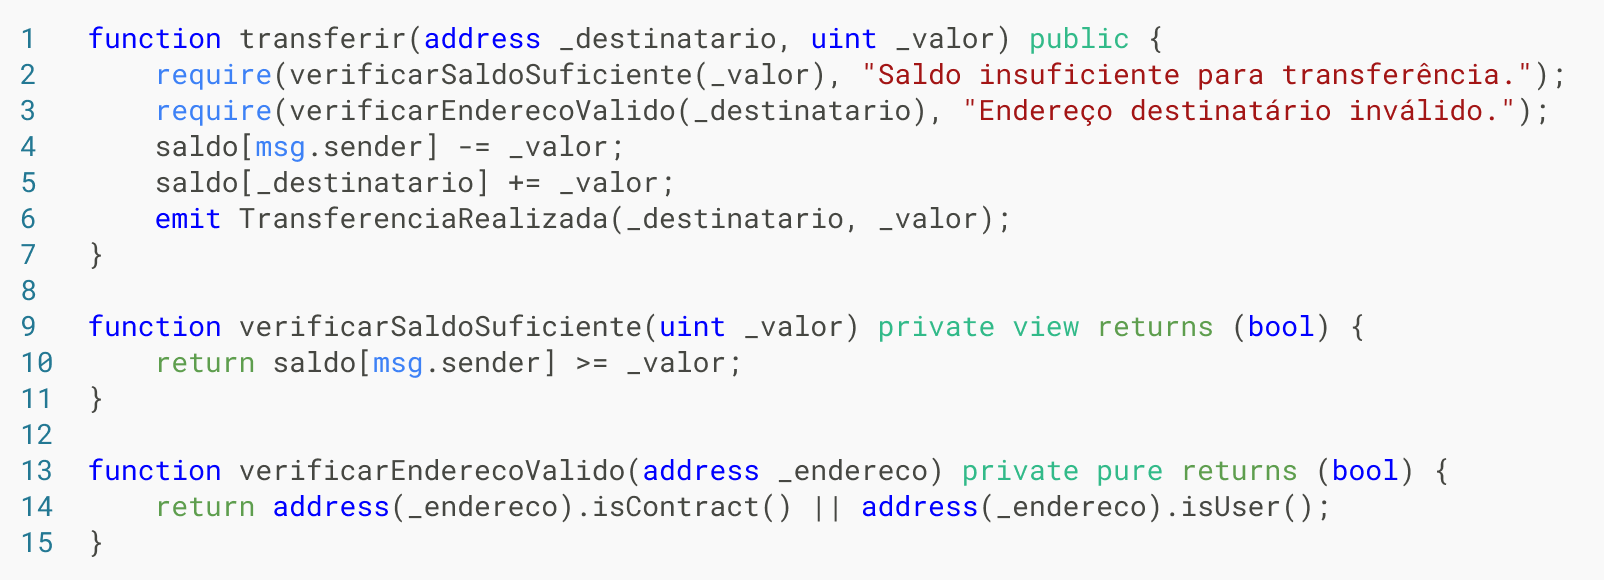 1 function transferir(address _destinatario, uint _valor) public {
2 require(verificarSaldoSuficiente(_valor), "Saldo insuficiente para transferência.");
3 require(verificarEnderecoValido(_destinatario), "Endereço destinatário inválido.");
4 saldo[msg.sender] -= _valor;
5 saldo[_destinatario] += _valor;
6 emit TransferenciaRealizada(_destinatario, _valor);
7 }
8
9 function verificarSaldoSuficiente(uint _valor) private view returns (bool) {
10 return saldo[msg.sender] >= _valor;
11 }
12
13 function verificarEnderecoValido(address _endereco) private pure returns (bool) {
14 return address(_endereco).isContract() || address(_endereco).isUser();
15 }